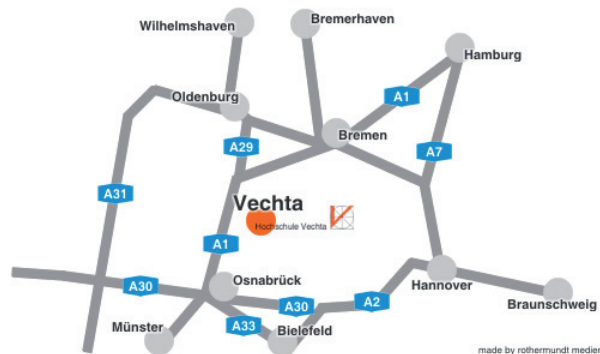 Wilhelmshaven
Bremerhaven
Hamburg
Oldenburg
A1
Bremen
A29
A7
A31
Vechta
Hochschule Vechta
A1
Osnabrück
Hannover
A30
A30
A2
Braunschweig
Münster
A33
Bielefeld
made by rothermundt medien